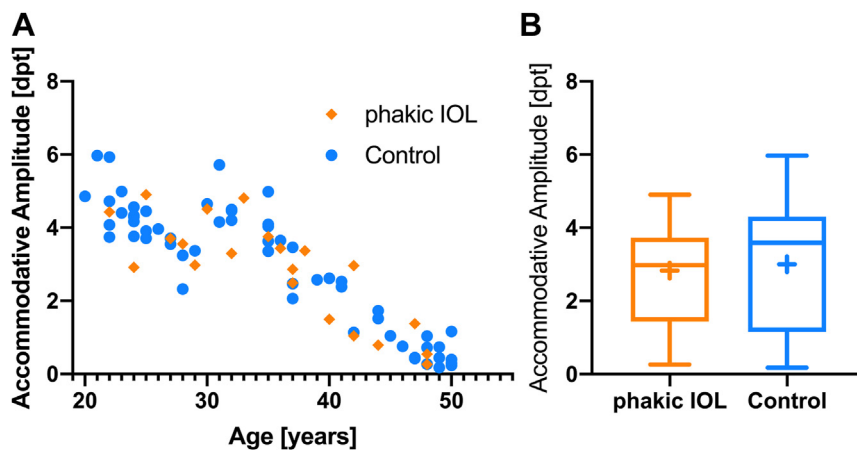 A
Accommodative Amplitude [dpt]
8
6
4
2
0
20
30
40
50
Age [years]
phakic IOL
Control
B
Accommodative Amplitude [dpt]
8
6
4
2
0
phakic IOL
Control